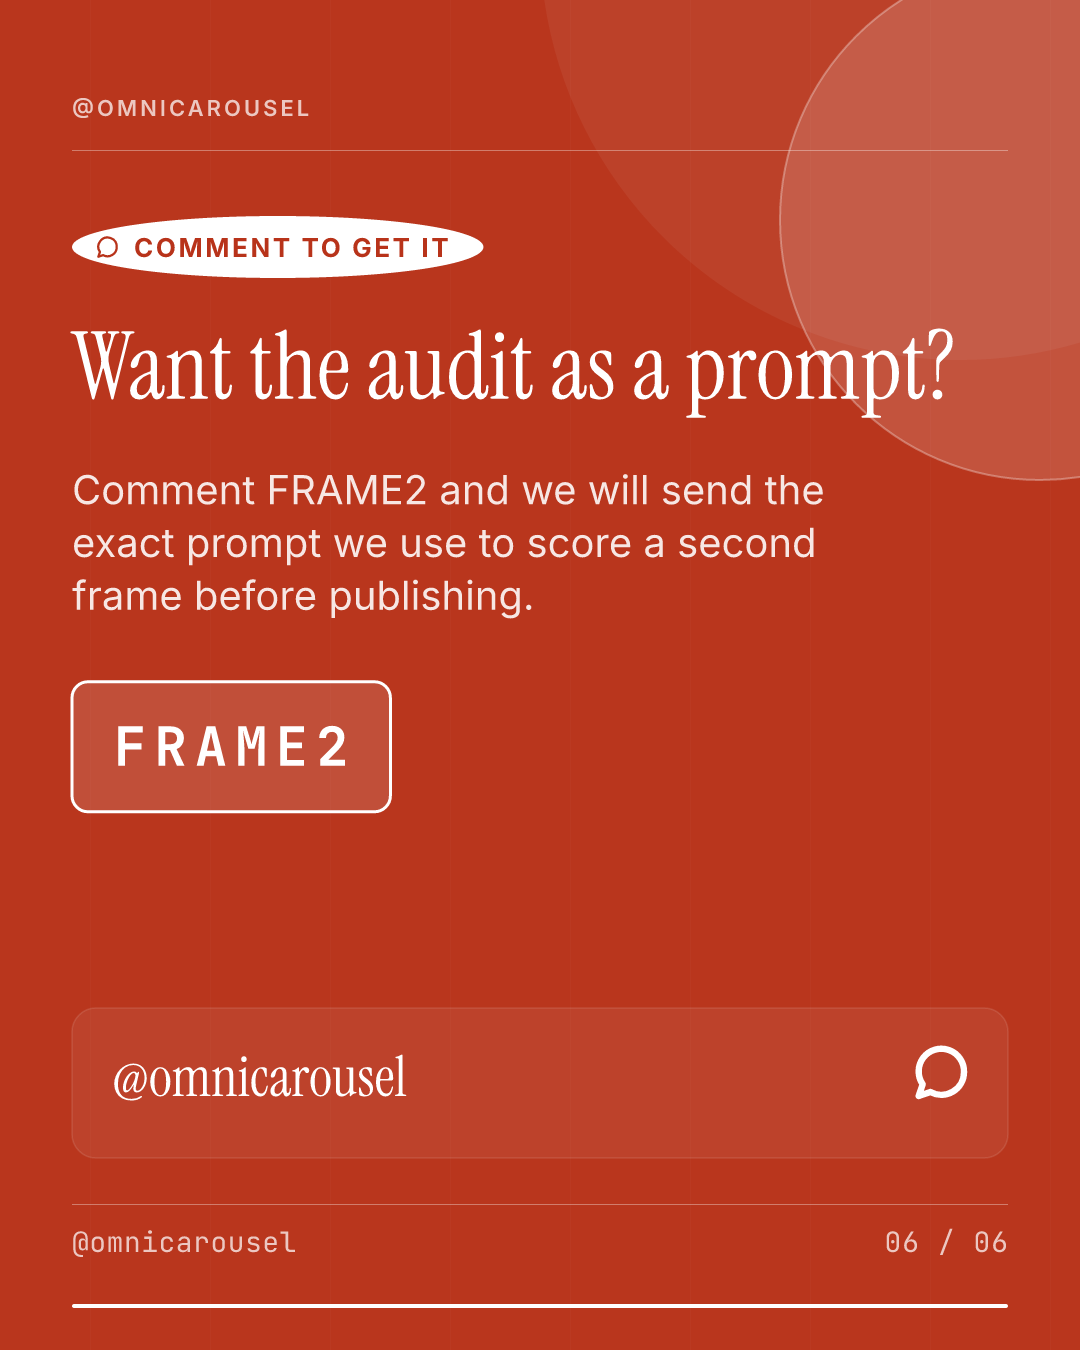 @OMNICAROUSEL
COMMENT TO GET IT
Want the audit as a prompt?
Comment FRAME2 and we will send the
exact prompt we use to score a second
frame before publishing.
FRAME2
@omnicarousel
@omnicarousel
06 / 06